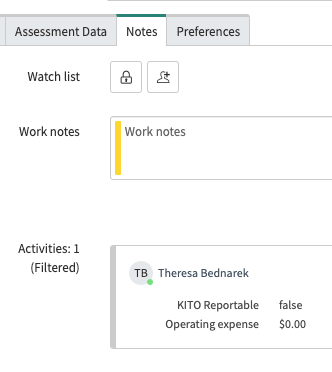 Assessment Data Notes Preferences
Watch list
Work notes Work notes
Activities: 1
(Filtered)
TB Theresa Bednarek
KITO Reportable false
Operating expense $0.00